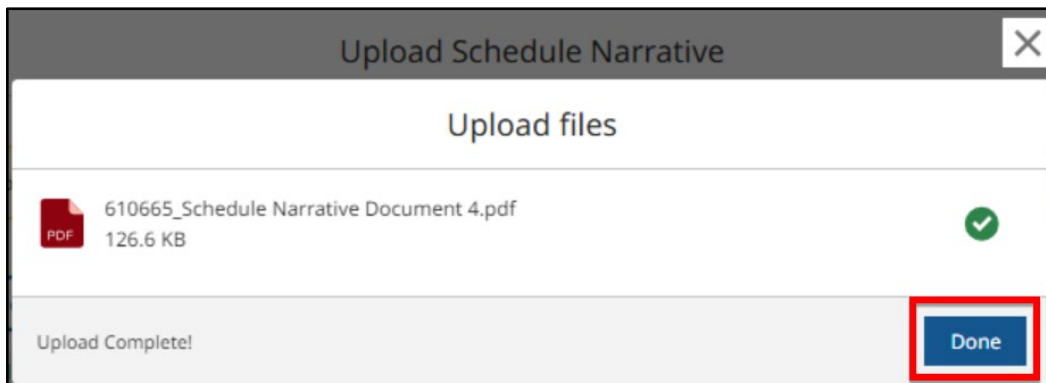 Upload Schedule Narrative
Upload files
PDF
610665_Schedule Narrative Document 4.pdf
126.6 KB
Upload Complete!
Done